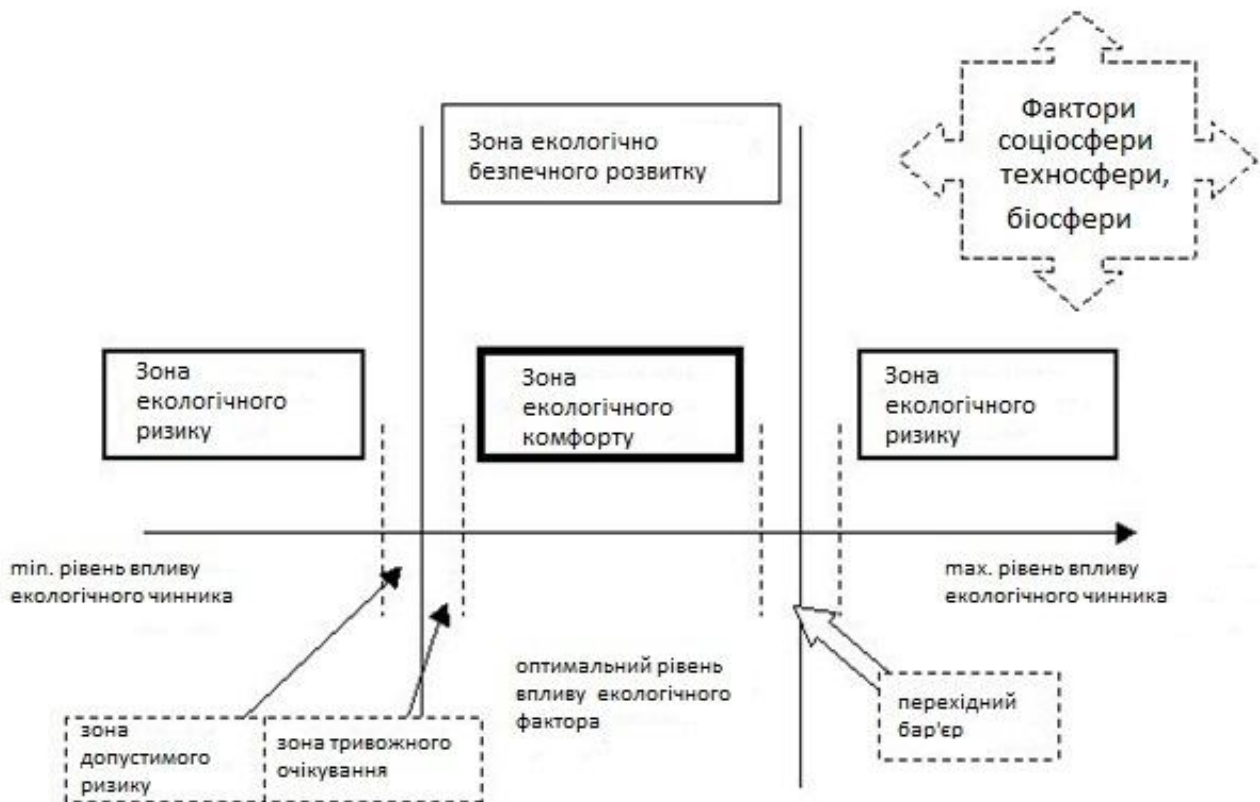 Зона екологічно
безпечного розвитку
Фактори
соціосфери
техносфери,
біосфери
Зона
екологічного
ризику
Зона
екологічного
комфорту
Зона
екологічного
ризику
min. рівень впливу
екологічного чинника
max. рівень впливу
екологічного чинника
оптимальний рівень
впливу екологічного
фактора
зона
допустимого
ризику
зона тривожного
очікування
перехідний
бар'єр